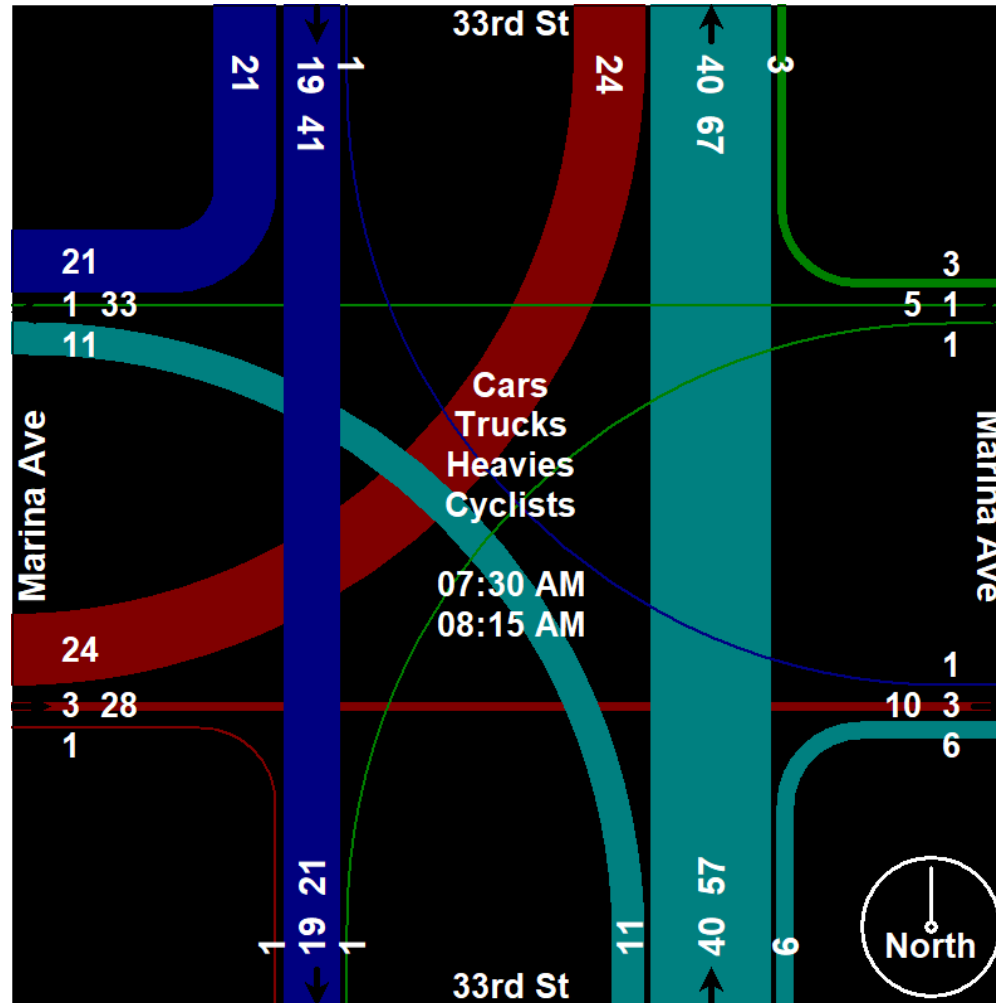 33rd St
21
19 41
1
24
40 67
3
21
1 33
11
3
5 1
1
Cars
Trucks
Heavies
Cyclists
Marina Ave
Marina Ave
07:30 AM
08:15 AM
24
3 28
1
1
10 3
6
1
19 21
1
11
40 57
6
North
33rd St